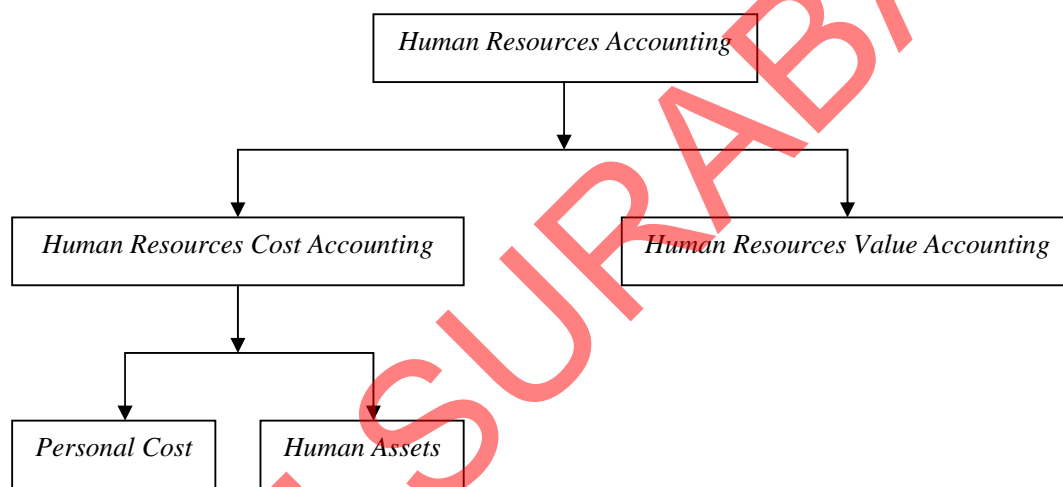 Human Resources Accounting
Human Resources Cost Accounting
Human Resources Value Accounting
Personal Cost
Human Assets
SURABA